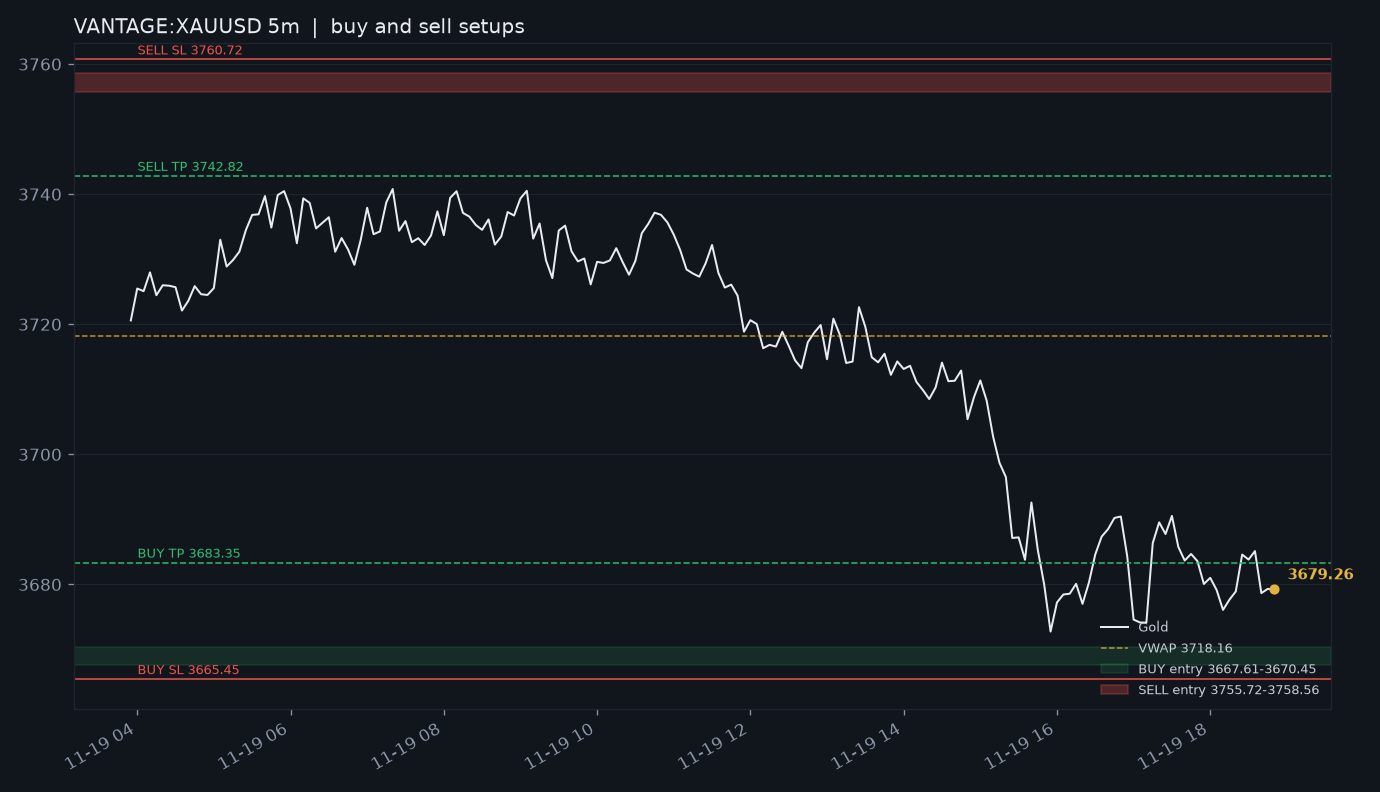 VANTAGE:XAUUSD 5m | buy and sell setups
SELL SL 3760.72
3760
SELL TP 3742.82
3740
3720
3700
BUY TP 3683.35
3680
3679.26
BUY SL 3665.45
Gold
VWAP 3718.16
BUY entry 3667.61-3670.45
SELL entry 3755.72-3758.56
11-19 04
11-19 06
11-19 08
11-19 10
11-19 12
11-19 14
11-19 16
11-19 18